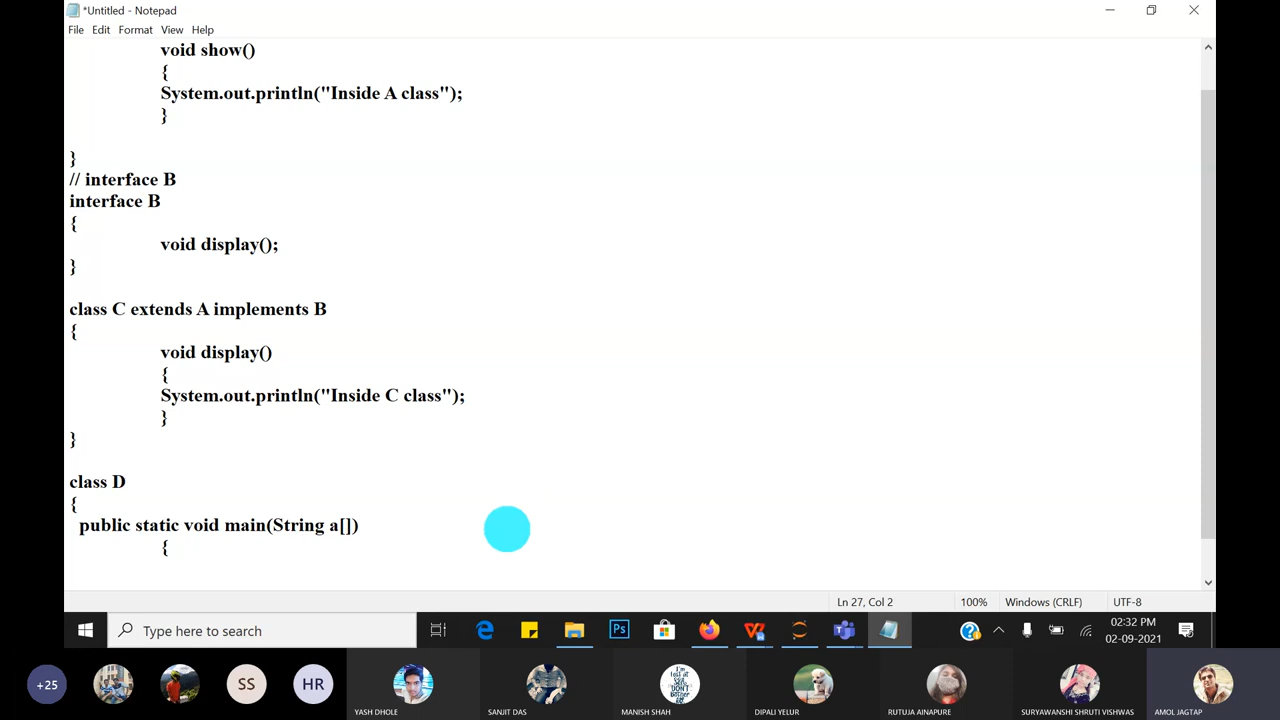 *Untitled - Notepad
File Edit Format View Help
void show()
{
System.out.println("Inside A class");
}
}
// interface B
interface B
{
void display();
}
class C extends A implements B
{
void display()
{
System.out.println("Inside C class");
}
}
class D
{
public static void main(String a[])
{
Ln 27, Col 2 100% Windows (CRLF) UTF-8
Type here to search
Ps
02:32 PM
02-09-2021
+25 SS HR
YASH DHOLE SANJIT DAS MANISH SHAH DIPALI YELUR RUTUJA AINAPURE SURYAWANSHI SHRUTI VISHWAS AMOL JAGTAP